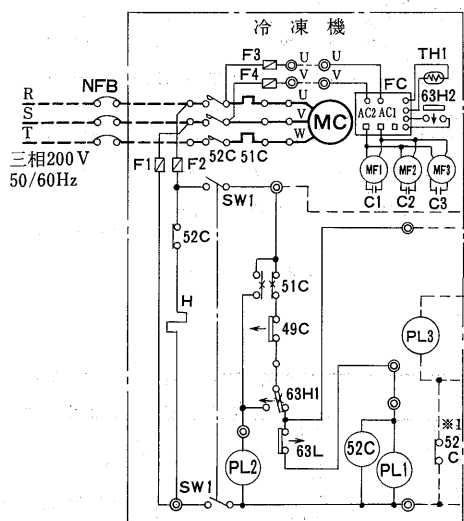 冷凍機
F3 U U TH1
F4 V V FC 63H2
NFB U AC2 AC1
R
S V MC
T W
三相200V F1 F2 52C 51C MF1 MF2 MF3
50/60Hz C1 C2 C3
SW1
52C
51C
H 49C
PL3
63H1
※1
63L 52C 52
PL2 PL1 C
SW1